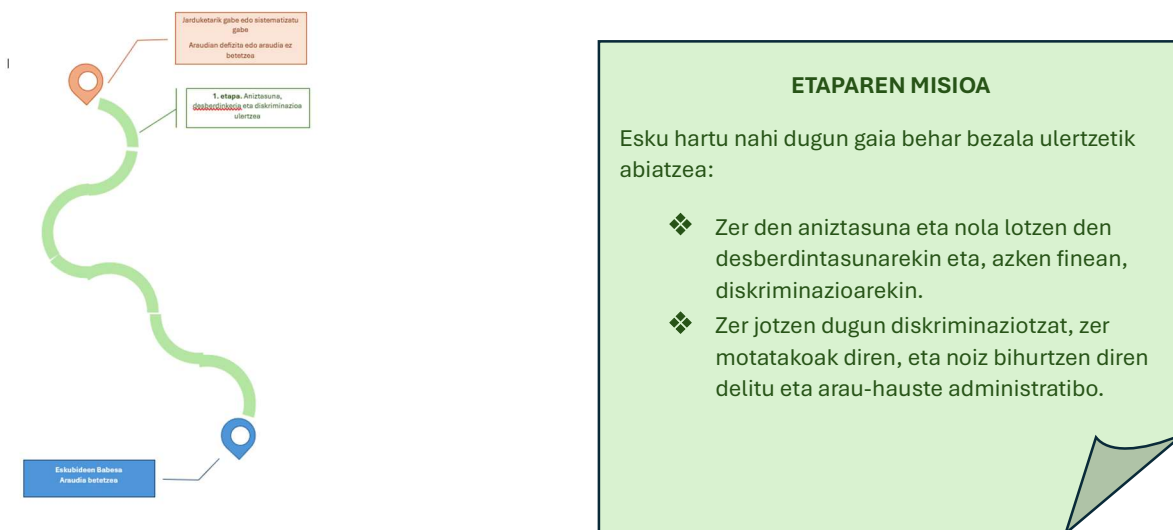 Jarduketarik gabe edo sistematizatu
gabe
Araudian defizita edo araudia ez
betetzea
1. etapa. Aniztasuna,
desberdinkeria eta diskriminazioa
ulertzea
Eskubideen Babesa
Araudia betetzea
ETAPAREN MISIOA
Esku hartu nahi dugun gaia behar bezala ulertzetik
abiatzea:
❖ Zer den aniztasuna eta nola lotzen den
desberdintasunarekin eta, azken finean,
diskriminazioarekin.
❖ Zer jotzen dugun diskriminaziotzat, zer
motatakoak diren, eta noiz bihurtzen diren
delitu eta arau-hauste administratibo.